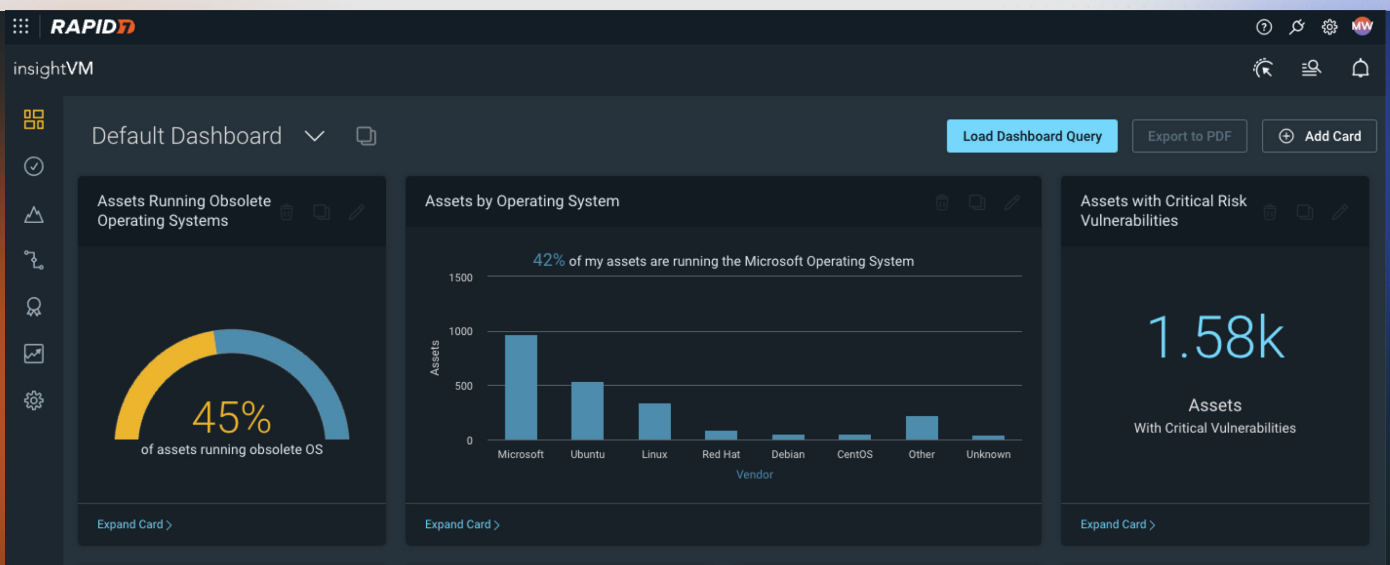 RAPID7
MW
insightVM
Default Dashboard
Load Dashboard Query
Export to PDF
Add Card
Assets Running Obsolete
Operating Systems
45%
of assets running obsolete OS
Expand Card >
Assets by Operating System
42% of my assets are running the Microsoft Operating System
Assets
1500
1000
500
0
Microsoft Ubuntu Linux Red Hat Debian CentOS Other Unknown
Vendor
Expand Card >
Assets with Critical Risk
Vulnerabilities
1.58k
Assets
With Critical Vulnerabilities
Expand Card >